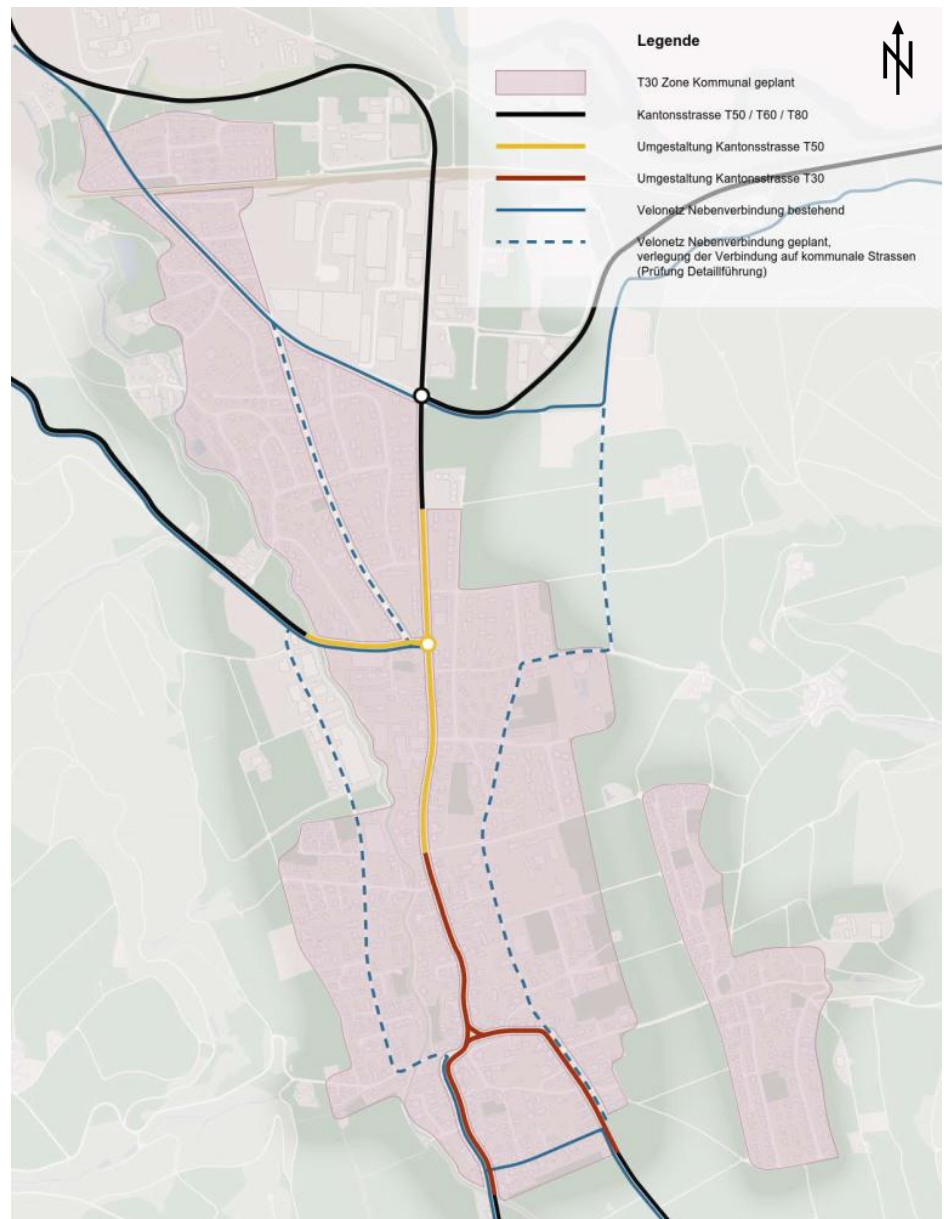 Legende
N
T30 Zone Kommunal geplant
Kantonsstrasse T50 / T60 / T80
Umgestaltung Kantonsstrasse T50
Umgestaltung Kantonsstrasse T30
Velonetz Nebenverbindung bestehend
Velonetz Nebenverbindung geplant,
verlegung der Verbindung auf kommunale Strassen
(Prüfung Detaillführung)